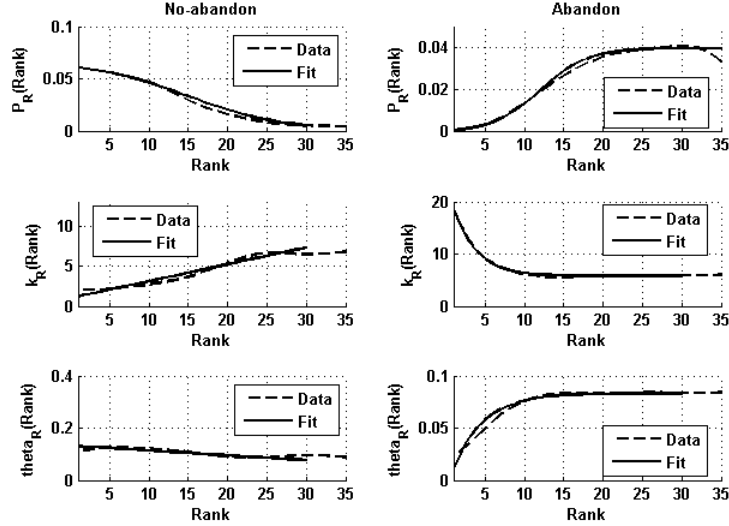 No-abandon
P_R(Rank)
0.1
0.05
0
Data
Fit
5 10 15 20 25 30 35
Rank
Abandon
P_R(Rank)
0.04
0.02
0
Data
Fit
5 10 15 20 25 30 35
Rank
k_R(Rank)
10
5
0
Data
Fit
5 10 15 20 25 30 35
Rank
k_R(Rank)
20
10
0
Data
Fit
5 10 15 20 25 30 35
Rank
theta_R(Rank)
0.4
0.2
0
Data
Fit
5 10 15 20 25 30 35
Rank
theta_R(Rank)
0.1
0.05
0
Data
Fit
5 10 15 20 25 30 35
Rank